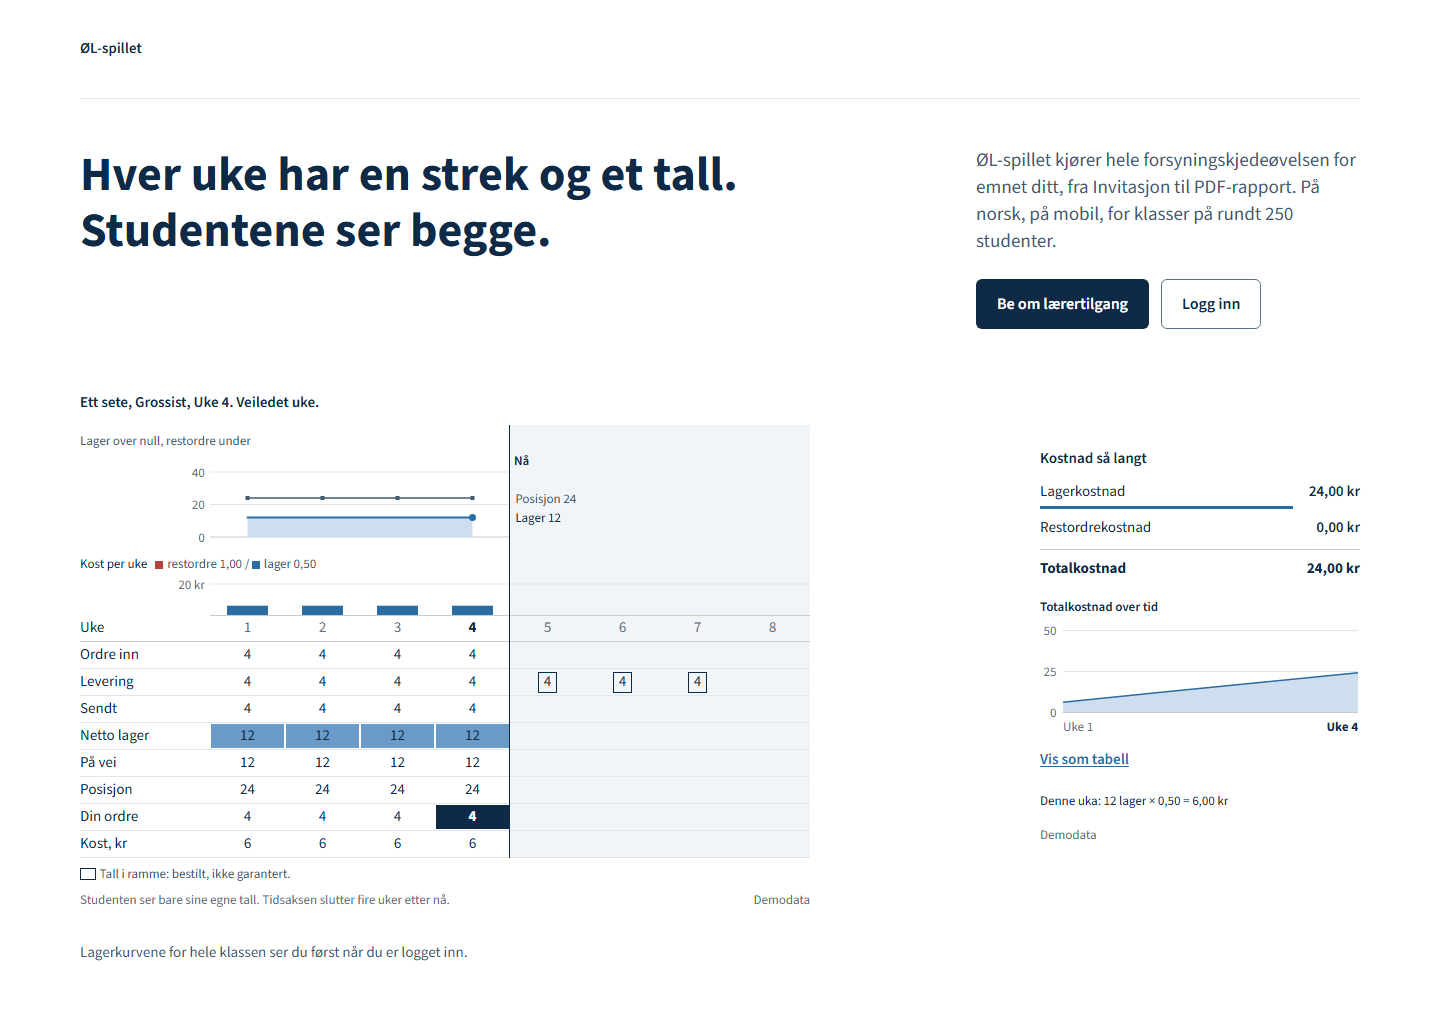 ØL-spillet
Hver uke har en strek og et tall.
Studentene ser begge.
ØL-spillet kjører hele forsyningskjedeøvelsen for
emnet ditt, fra Invitasjon til PDF-rapport. På
norsk, på mobil, for klasser på rundt 250
studenter.
Be om lærertilgang Logg inn
Ett sete, Grossist, Uke 4. Veiledet uke.
Lager over null, restordre under
Nå
40
20
0
Posisjon 24
Lager 12
Kost per uke restordre 1,00 / lager 0,50
20 kr
Uke 1 2 3 4 5 6 7 8
Ordre inn 4 4 4 4
Levering 4 4 4 4 4 4 4
Sendt 4 4 4 4
Netto lager 12 12 12 12
På vei 12 12 12 12
Posisjon 24 24 24 24
Din ordre 4 4 4 4
Kost, kr 6 6 6 6
Tall i ramme: bestilt, ikke garantert.
Studenten ser bare sine egne tall. Tidsaksen slutter fire uker etter nå. Demodata
Kostnad så langt
Lagerkostnad 24,00 kr
Restordrekostnad 0,00 kr
Totalkostnad 24,00 kr
Totalkostnad over tid
50
25
0
Uke 1 Uke 4
Vis som tabell
Denne uka: 12 lager × 0,50 = 6,00 kr
Demodata
Lagerkurvene for hele klassen ser du først når du er logget inn.